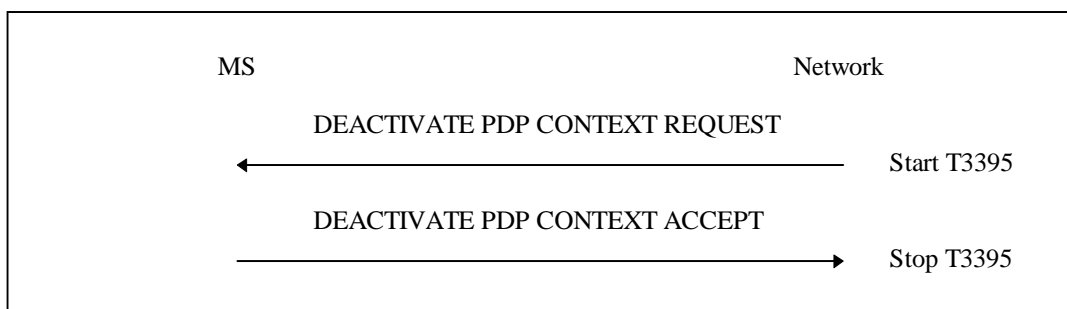 MS Network
DEACTIVATE PDP CONTEXT REQUEST
Start T3395
DEACTIVATE PDP CONTEXT ACCEPT
Stop T3395